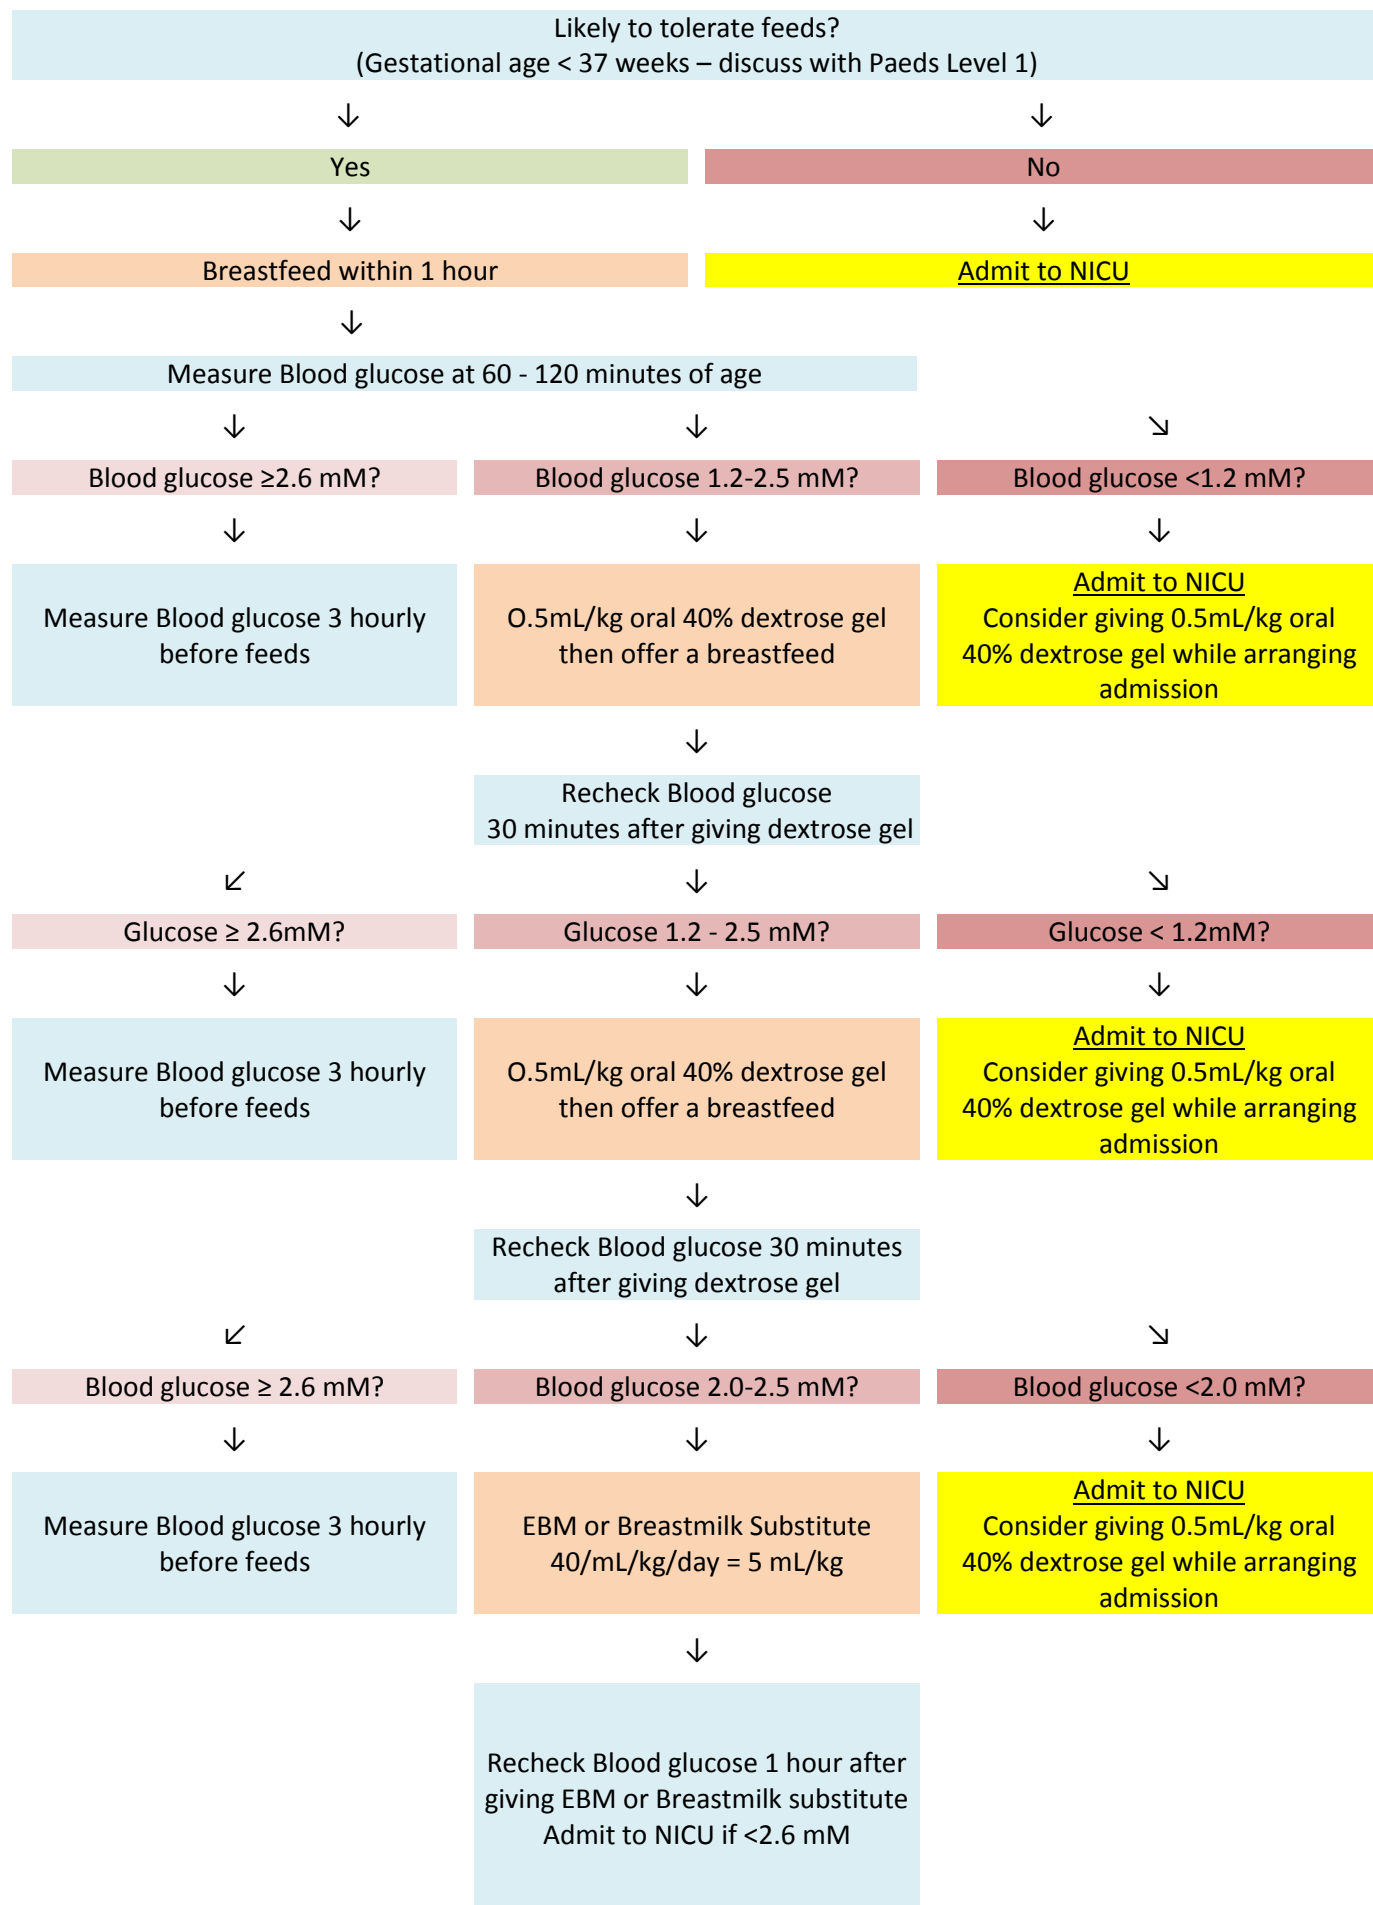 Likely to tolerate feeds?
(Gestational age < 37 weeks – discuss with Paeds Level 1)
↓ ↓
Yes No
↓ ↓
Breastfeed within 1 hour Admit to NICU
↓
Measure Blood glucose at 60 - 120 minutes of age
↓ ↓ ↘
Blood glucose ≥2.6 mM? Blood glucose 1.2-2.5 mM? Blood glucose <1.2 mM?
↓ ↓ ↓
Measure Blood glucose 3 hourly
before feeds
O.5mL/kg oral 40% dextrose gel
then offer a breastfeed
Admit to NICU
Consider giving 0.5mL/kg oral
40% dextrose gel while arranging
admission
↓
Recheck Blood glucose
30 minutes after giving dextrose gel
↙ ↓ ↘
Glucose ≥ 2.6mM? Glucose 1.2 - 2.5 mM? Glucose < 1.2mM?
↓ ↓ ↓
Measure Blood glucose 3 hourly
before feeds
O.5mL/kg oral 40% dextrose gel
then offer a breastfeed
Admit to NICU
Consider giving 0.5mL/kg oral
40% dextrose gel while arranging
admission
↓
Recheck Blood glucose 30 minutes
after giving dextrose gel
↙ ↓ ↘
Blood glucose ≥ 2.6 mM? Blood glucose 2.0-2.5 mM? Blood glucose <2.0 mM?
↓ ↓ ↓
Measure Blood glucose 3 hourly
before feeds
EBM or Breastmilk Substitute
40/mL/kg/day = 5 mL/kg
Admit to NICU
Consider giving 0.5mL/kg oral
40% dextrose gel while arranging
admission
↓
Recheck Blood glucose 1 hour after
giving EBM or Breastmilk substitute
Admit to NICU if <2.6 mM